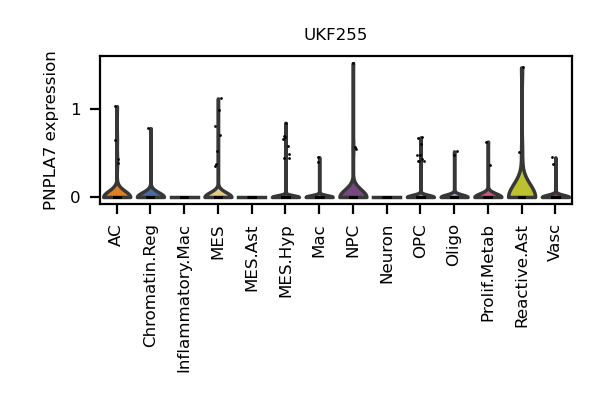 UKF255
PNPLA7 expression
1
0
AC
Chromatin.Reg
Inflammatory.Mac
MES
MES.Ast
MES.Hyp
Mac
NPC
Neuron
OPC
Oligo
Prolif.Metab
Reactive.Ast
Vasc